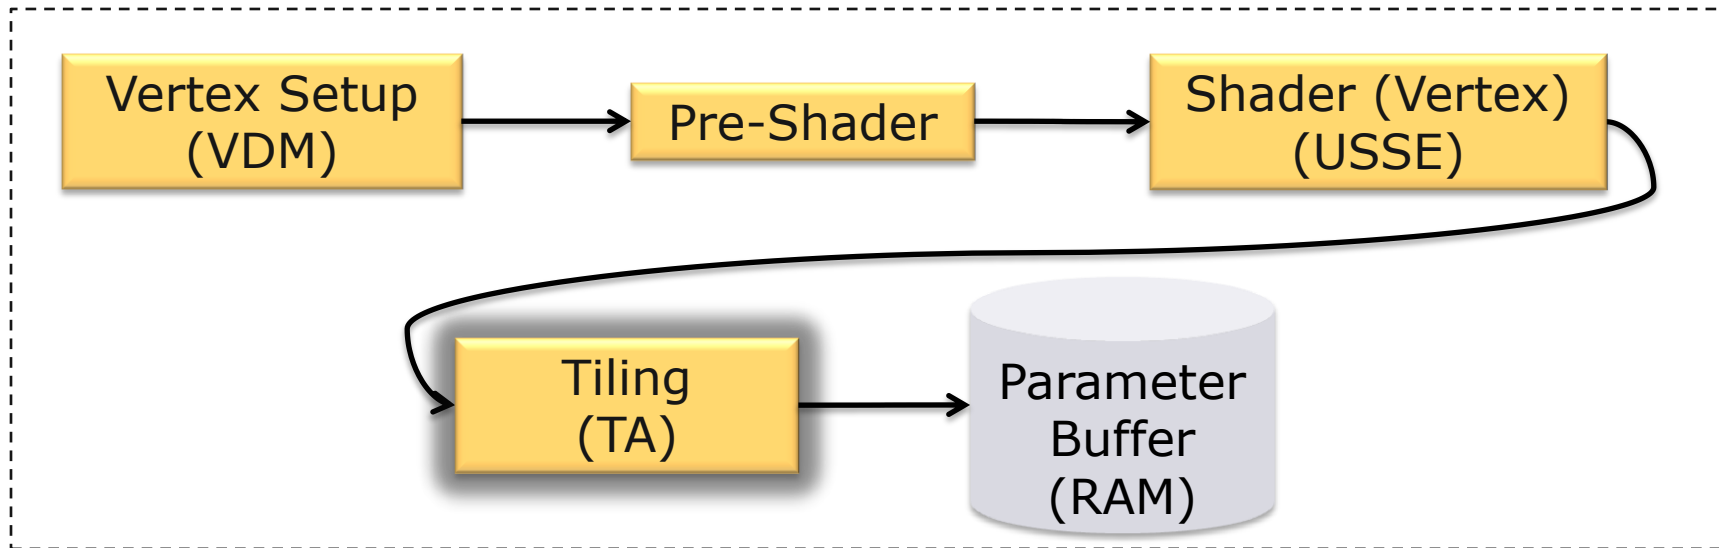 Vertex Setup
(VDM)
Pre-Shader
Shader (Vertex)
(USSE)
Tiling
(TA)
Parameter
Buffer
(RAM)